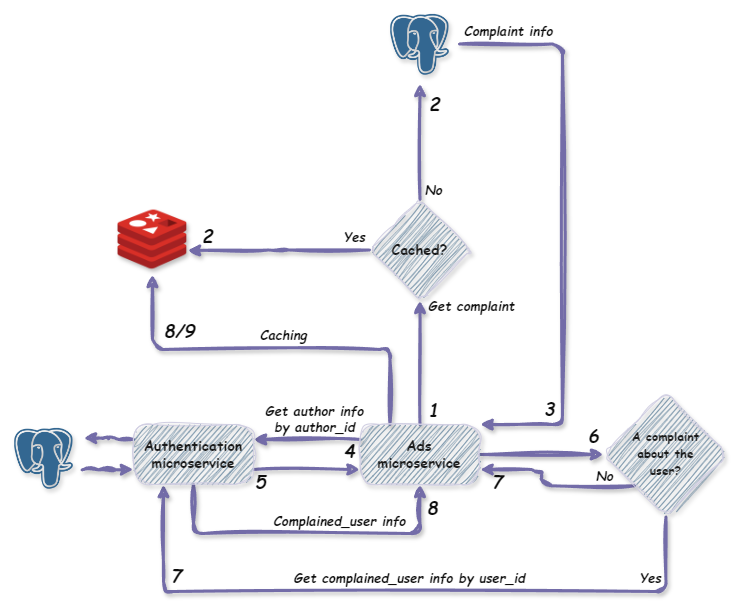 Complaint info
2
No
2
Yes
Cached?
Get complaint
8/9
Caching
1
3
Get author info
by author_id
4
6
A complaint
about the
user?
Authentication
microservice
Ads
microservice
5
7
No
8
Complained_user info
7
Get complained_user info by user_id
Yes